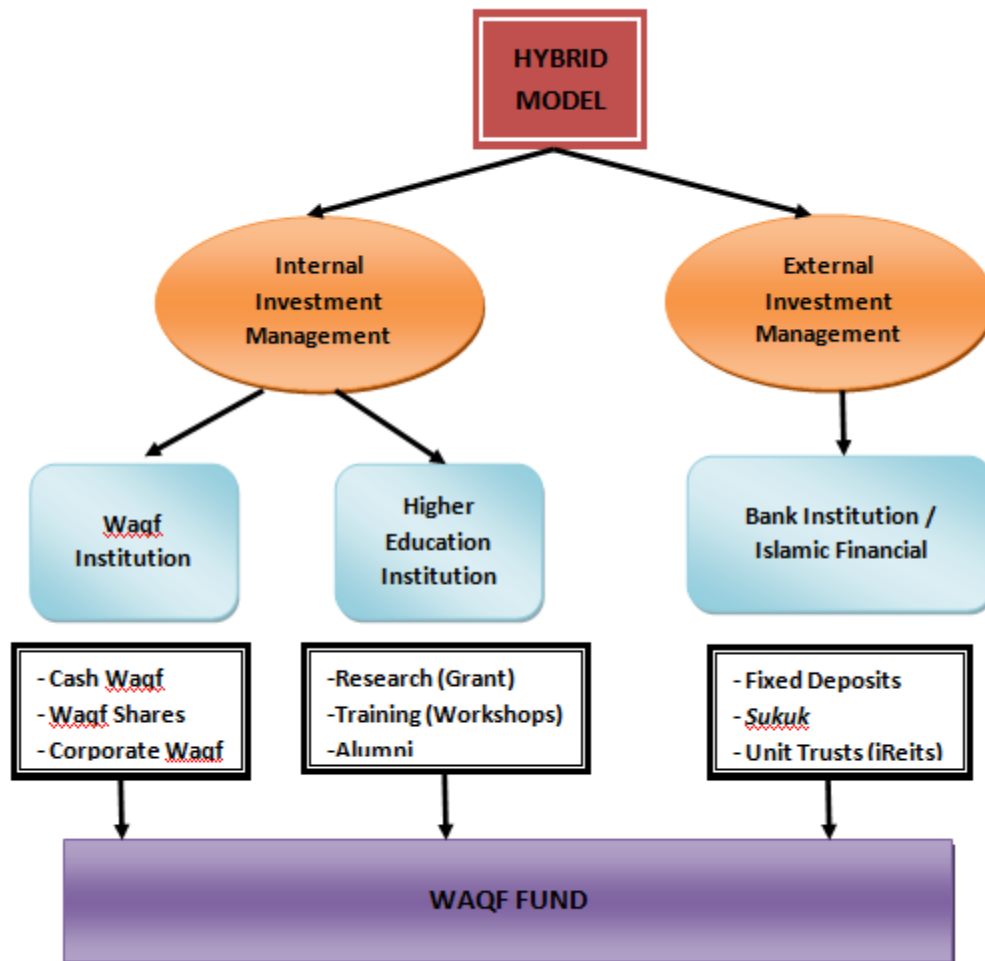 HYBRID
MODEL
Internal
Investment
Management
External
Investment
Management
Waqf
Institution
Higher
Education
Institution
Bank Institution /
Islamic Financial
- Cash Waqf
- Waqf Shares
- Corporate Waqf
-Research (Grant)
-Training (Workshops)
-Alumni
- Fixed Deposits
- Sukuk
- Unit Trusts (iReits)
WAQF FUND